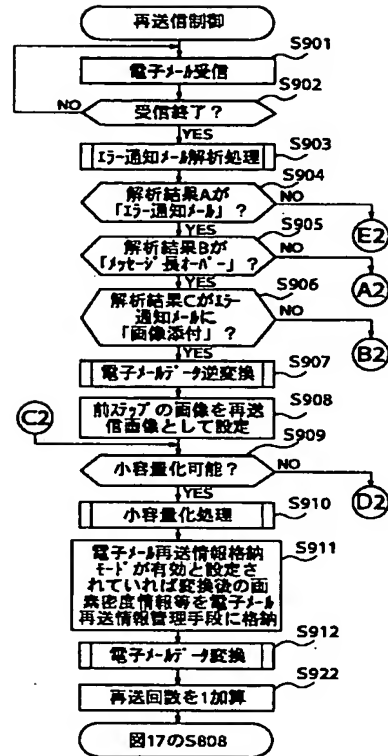 再送信制御
S901
電子メール受信
S902
NO
受信終了?
YES
S903
エラー通知メール解析処理
S904
解析結果Aが
「エラー通知メール」?
NO
E2
YES
S905
解析結果Bが
「メッセージ長オーバー」?
NO
A2
YES
S906
解析結果Cがエラー
通知メールに
「画像添付」?
NO
B2
YES
S907
電子メールデータ逆変換
S908
C2
前ステップの画像を再送
信画像として設定
S909
小容量化可能?
NO
D2
YES
S910
小容量化処理
S911
電子メール再送情報格納
モードが有効と設定さ
れていれば変換後の画
素密度情報等を電子メール
再送情報管理手段に格納
S912
電子メールデータ変換
S922
再送回数を1加算
図17のS808